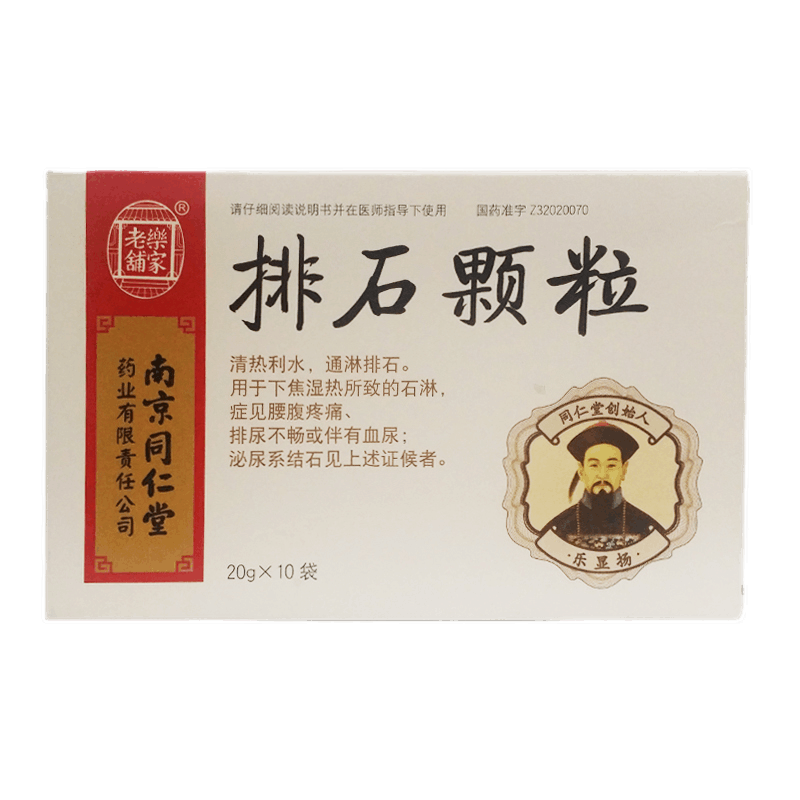 樂家
老舖
®
南京同仁堂
药业有限责任公司
请仔细阅读说明书并在医师指导下使用 国药准字 Z32020070
排石颗粒
清热利水，通淋排石。
用于下焦湿热所致的石淋，
症见腰腹疼痛、
排尿不畅或伴有血尿；
泌尿系结石见上述证候者。
20g×10 袋
同仁堂创始人
·乐显扬·